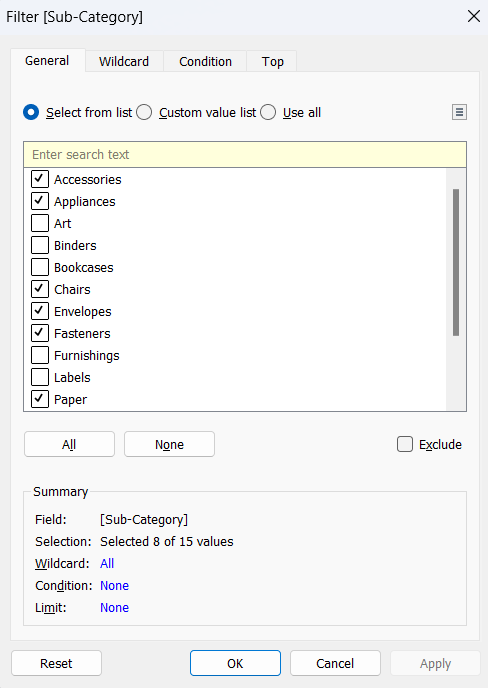 Filter [Sub-Category]
General Wildcard Condition Top
Select from list Custom value list Use all
Enter search text
Accessories
Appliances
Art
Binders
Bookcases
Chairs
Envelopes
Fasteners
Furnishings
Labels
Paper
All None Exclude
Summary
Field: [Sub-Category]
Selection: Selected 8 of 15 values
Wildcard: All
Condition: None
Limit: None
Reset OK Cancel Apply